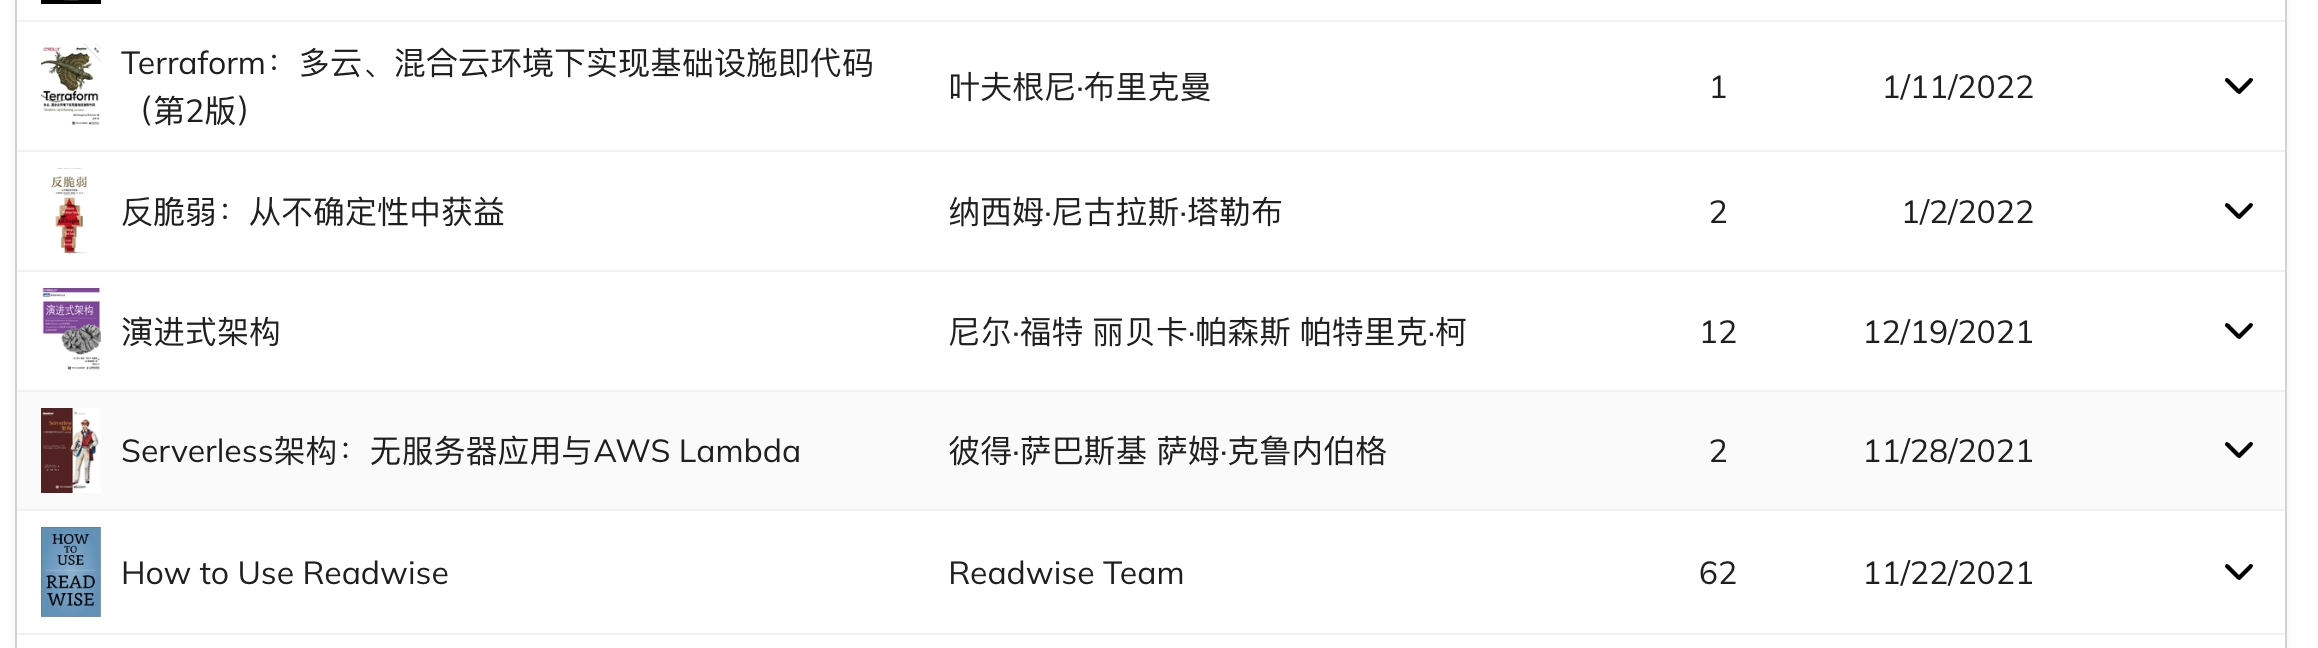 Terraform：多云、混合云环境下实现基础设施即代码
（第2版）
叶夫根尼·布里克曼
1
1/11/2022
Terraform
反脆弱
反脆弱：从不确定性中获益
纳西姆·尼古拉斯·塔勒布
2
1/2/2022
演进式架构
演进式架构
尼尔·福特 丽贝卡·帕森斯 帕特里克·柯
12
12/19/2021
Serverless架构：无服务器应用与AWS Lambda
彼得·萨巴斯基 萨姆·克鲁内伯格
2
11/28/2021
HOW
TO
USE
READ
WISE
How to Use Readwise
Readwise Team
62
11/22/2021